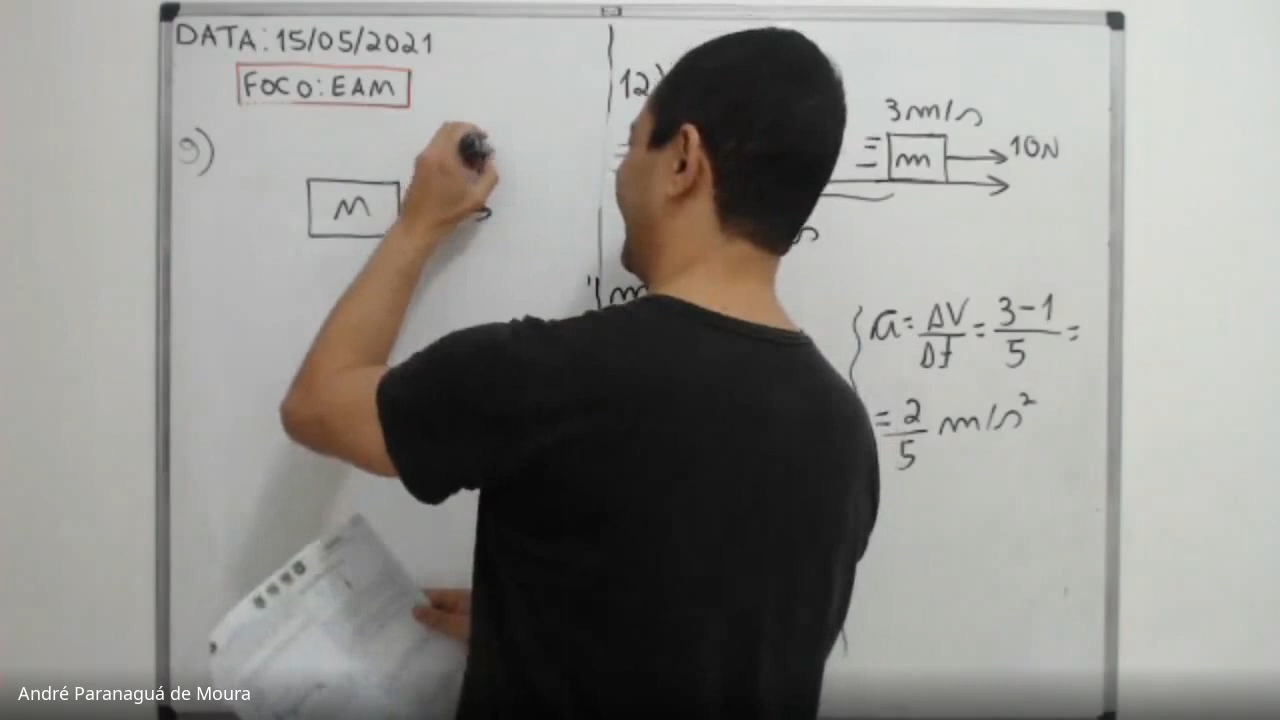 DATA: 15/05/2021
FOCO: EAM
9)
M
12)
3m/s
m
10N
m
a = ΔV/Δt = 3-1/5 =
= 2/5 m/s²
André Paranaguá de Moura